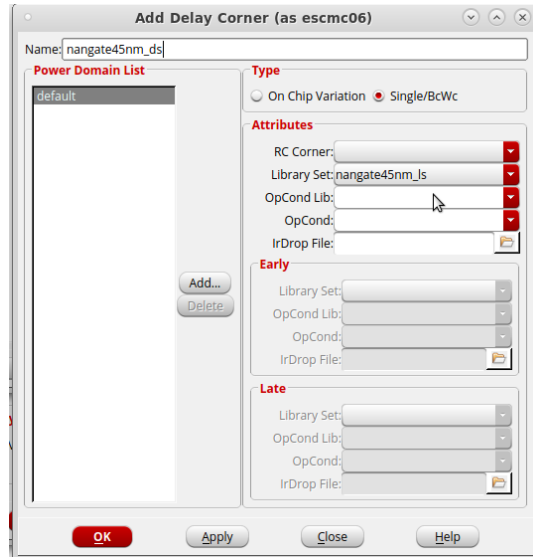 Add Delay Corner (as escmc06)
Name: nangate45nm_ds
Power Domain List
default
Add...
Delete
Type
On Chip Variation Single/BcWc
Attributes
RC Corner:
Library Set: nangate45nm_ls
OpCond Lib:
OpCond:
IrDrop File:
Early
Library Set:
OpCond Lib:
OpCond:
IrDrop File:
Late
Library Set:
OpCond Lib:
OpCond:
IrDrop File:
OK Apply Close Help